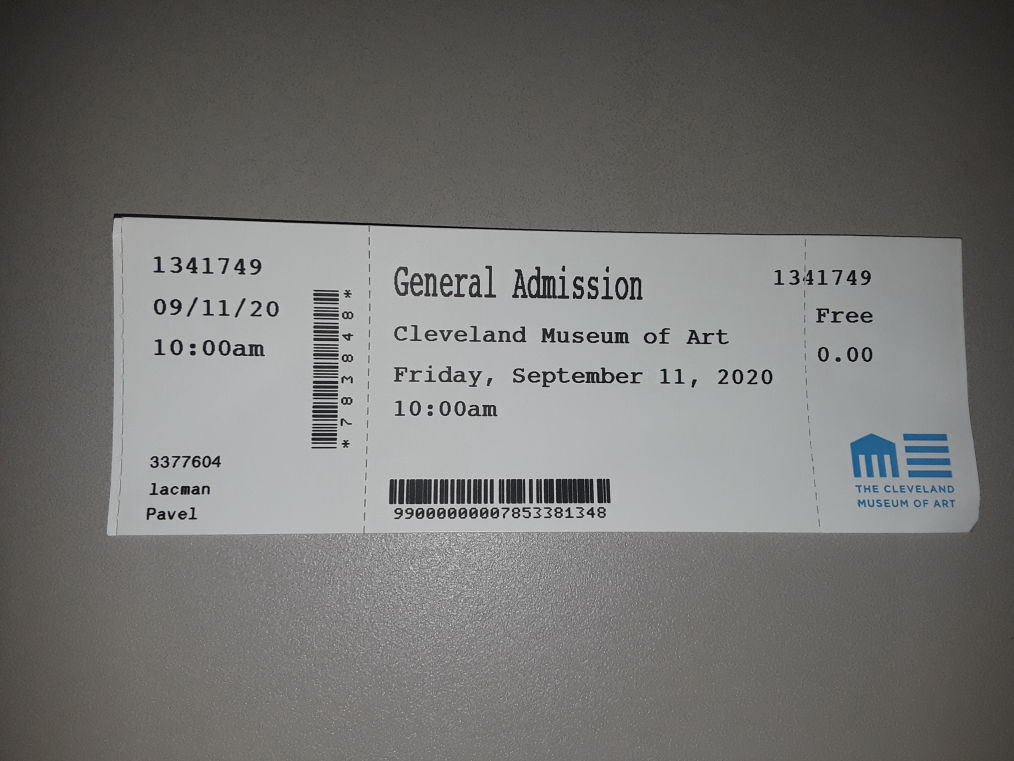 1341749
09/11/20
10:00am
3377604
lacman
Pavel
*7838848*
General Admission
Cleveland Museum of Art
Friday, September 11, 2020
10:00am
99000000007853381348
1341749
Free
0.00
THE CLEVELAND
MUSEUM OF ART